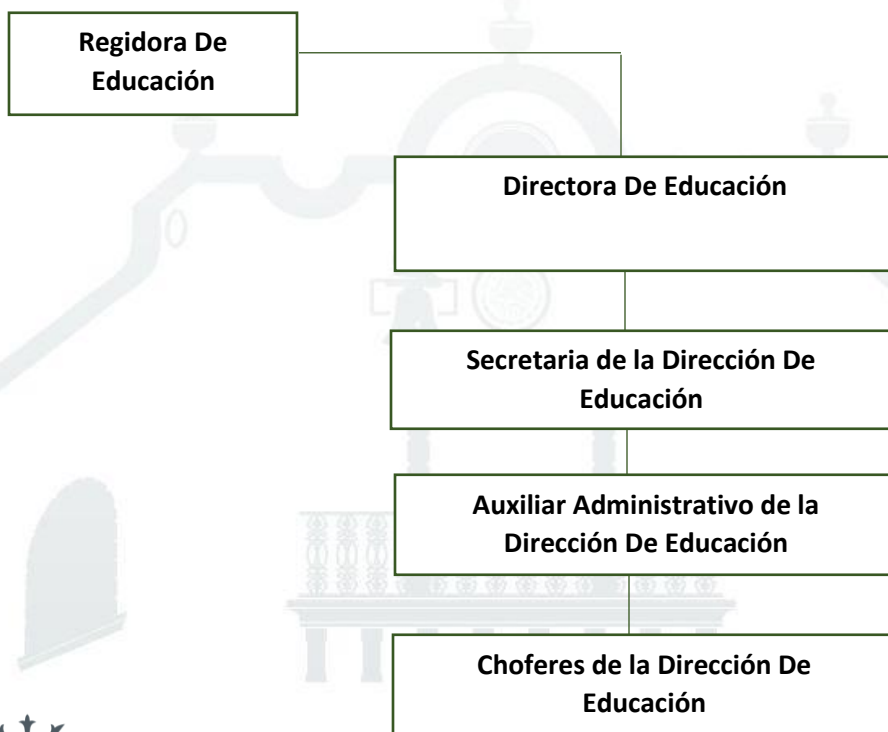 Regidora De
Educación
Directora De Educación
Secretaria de la Dirección De
Educación
Auxiliar Administrativo de la
Dirección De Educación
Choferes de la Dirección De
Educación